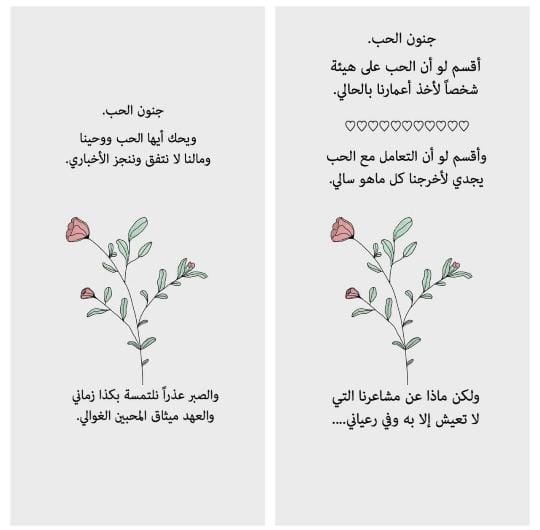 جنون الحب.
أقسم لو أن الحب على هيئة
شخصاً لأخذ أعمارنا بالحالي.
♡♡♡♡♡♡♡♡♡♡♡
وأقسم لو أن التعامل مع الحب
يجدي لأخرجنا كل ماهو سالي.
ولكن ماذا عن مشاعرنا التي
لا تعيش إلا به وفي رعياني....
جنون الحب.
ويحك أيها الحب ووحينا
ومالنا لا نتفق وننجز الأخباري.
والصبر عذراً نلتمسة بكذا زماني
والعهد ميثاق المحبين الغوالي.